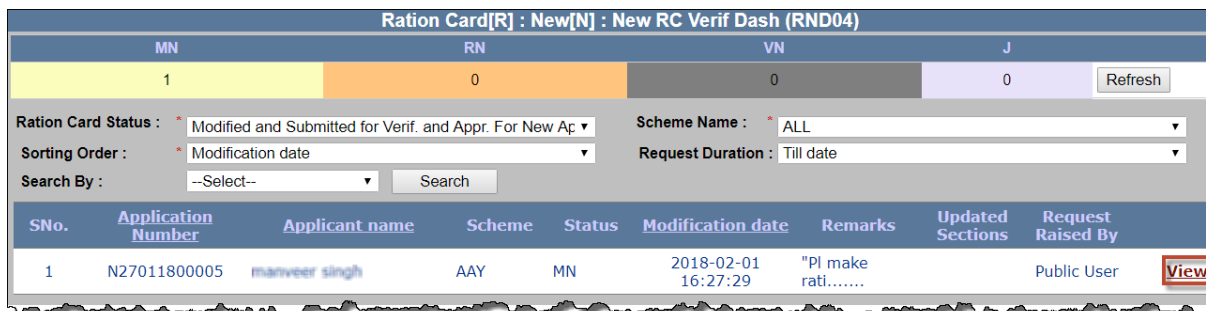 Ration Card[R] : New[N] : New RC Verif Dash (RND04)
MN RN VN J
1 0 0 0 Refresh
Ration Card Status : * Modified and Submitted for Verif. and Appr. For New Ap Scheme Name : * ALL
Sorting Order : * Modification date Request Duration : Till date
Search By : --Select-- Search
SNo. Application Number Applicant name Scheme Status Modification date Remarks Updated Sections Request Raised By
1 N27011800005 manveer singh AAY MN 2018-02-01 16:27:29 "Pl make rati....... Public User View